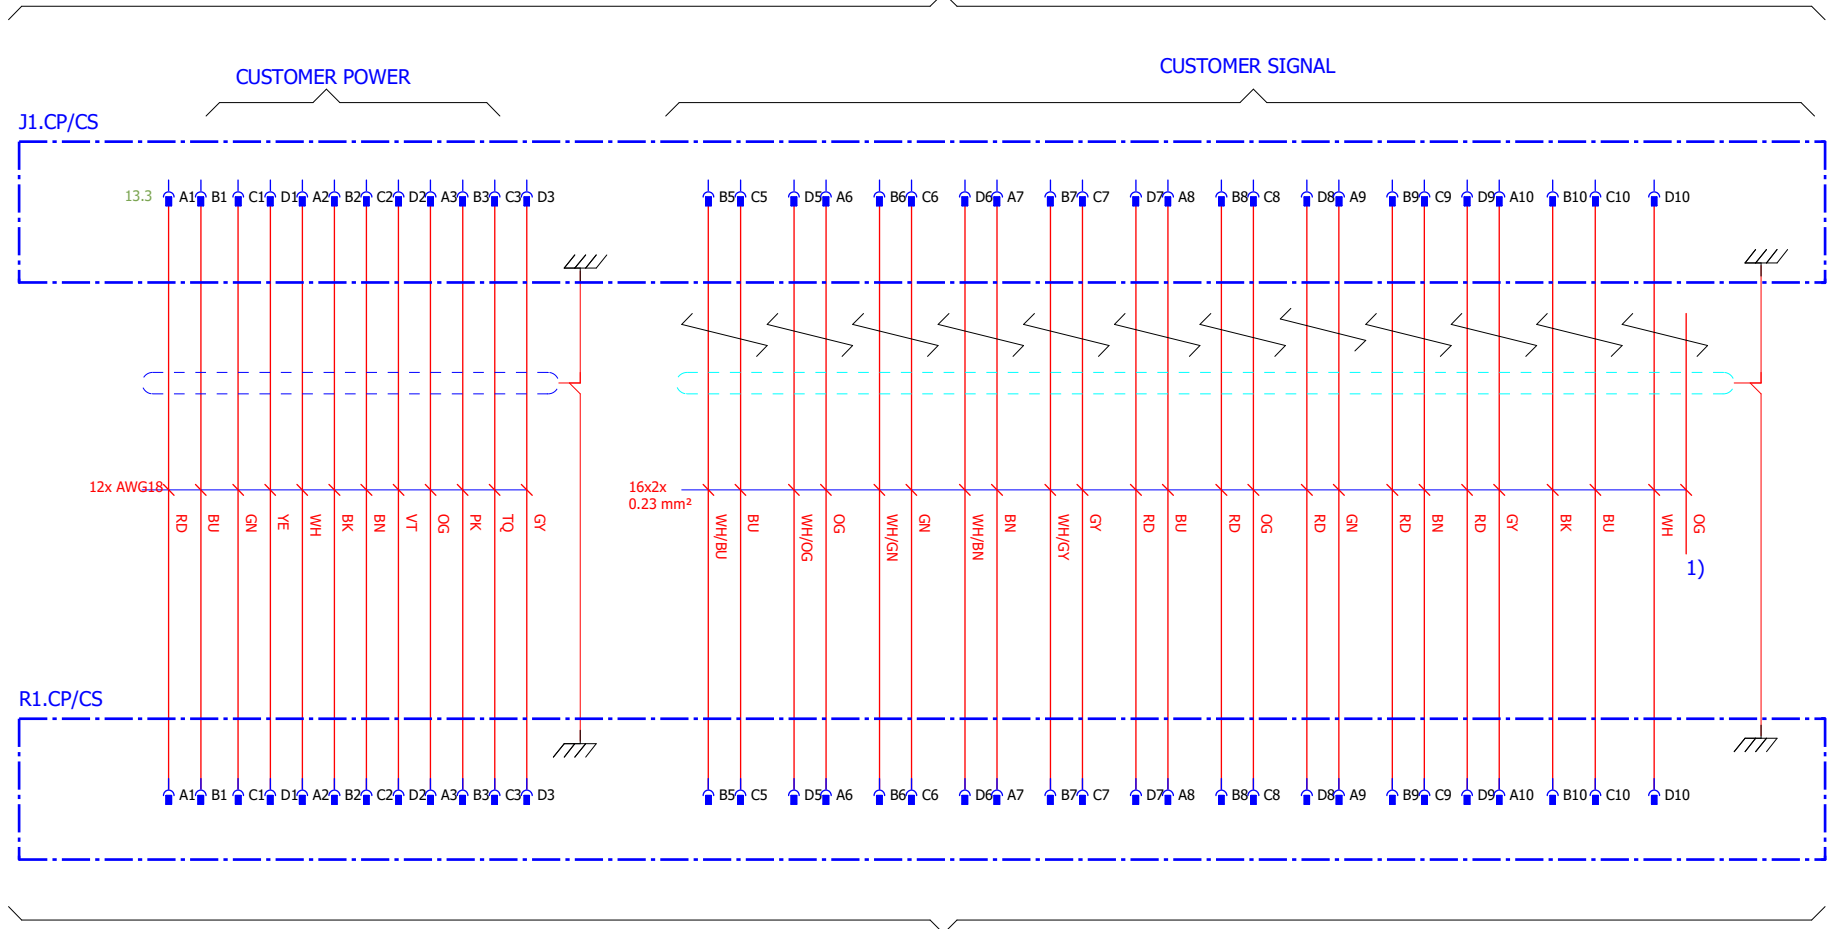 CUSTOMER POWER
CUSTOMER SIGNAL
J1.CP/CS
13.3 A1 B1 C1 D1 A2 B2 C2 D2 A3 B3 C3 D3 B5 C5 D5 A6 B6 C6 D6 A7 B7 C7 D7 A8 B8 C8 D8 A9 B9 C9 D9 A10 B10 C10 D10
12x AWG18
16x2x
0.23 mm²
RD BU GN YE WH BK BN VT OG PK TQ GY WH/BU BU WH/OG OG WH/GN GN WH/BN BN WH/GY GY RD BU RD OG RD GN RD BN RD GY BK BU WH OG
1)
R1.CP/CS
A1 B1 C1 D1 A2 B2 C2 D2 A3 B3 C3 D3 B5 C5 D5 A6 B6 C6 D6 A7 B7 C7 D7 A8 B8 C8 D8 A9 B9 C9 D9 A10 B10 C10 D10